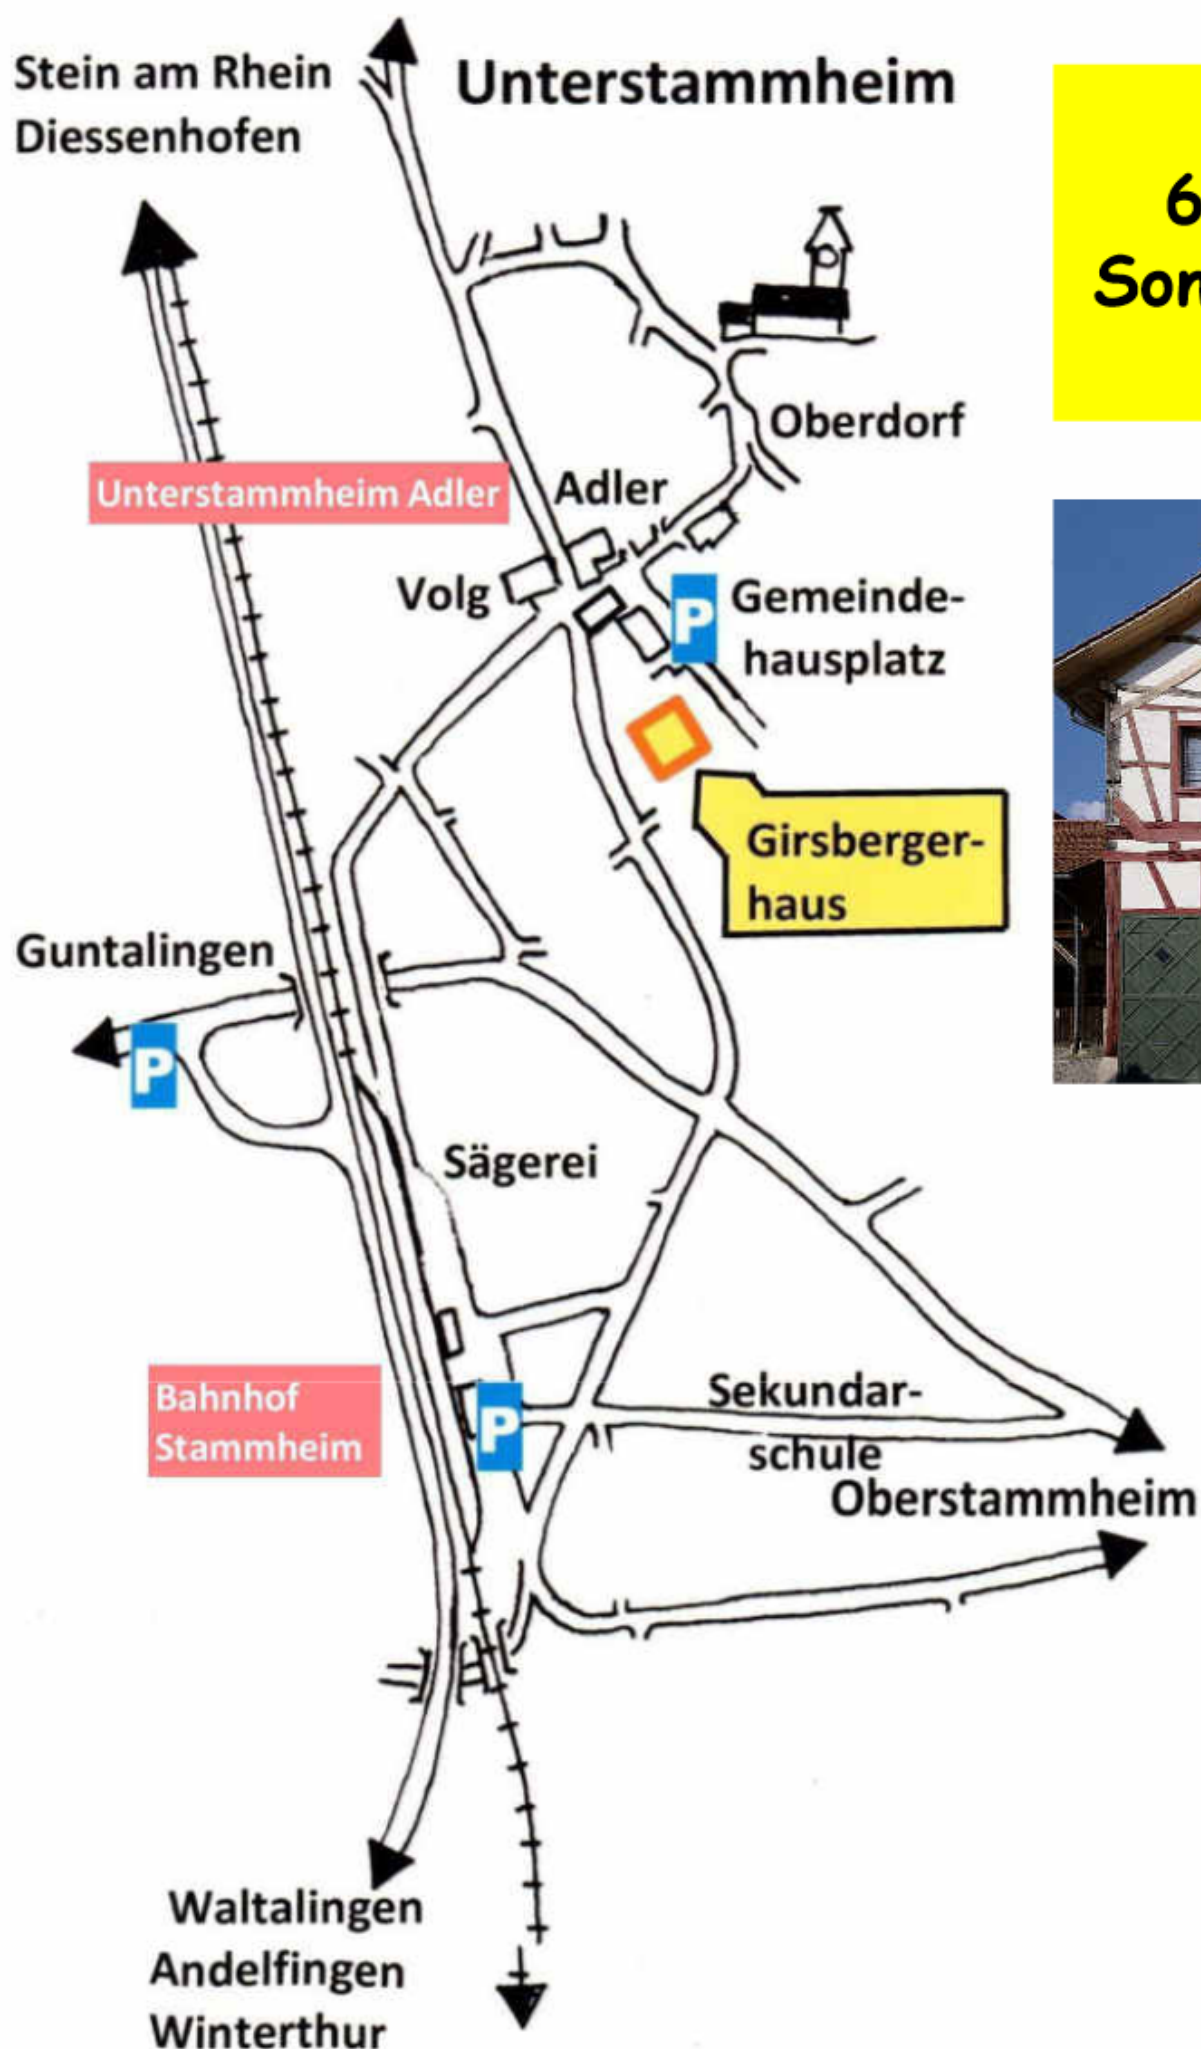 Stein am Rhein
Diessenhofen
Unterstammheim
6
Oberdorf
Unterstammheim Adler
Adler
Volg
P
Gemeinde-
hausplatz
Girsberger-
haus
Guntalingen
P
Sägerei
Bahnhof
Stammheim
P
Sekundar-
schule
Oberstammheim
Waltalingen
Andelfingen
Winterthur